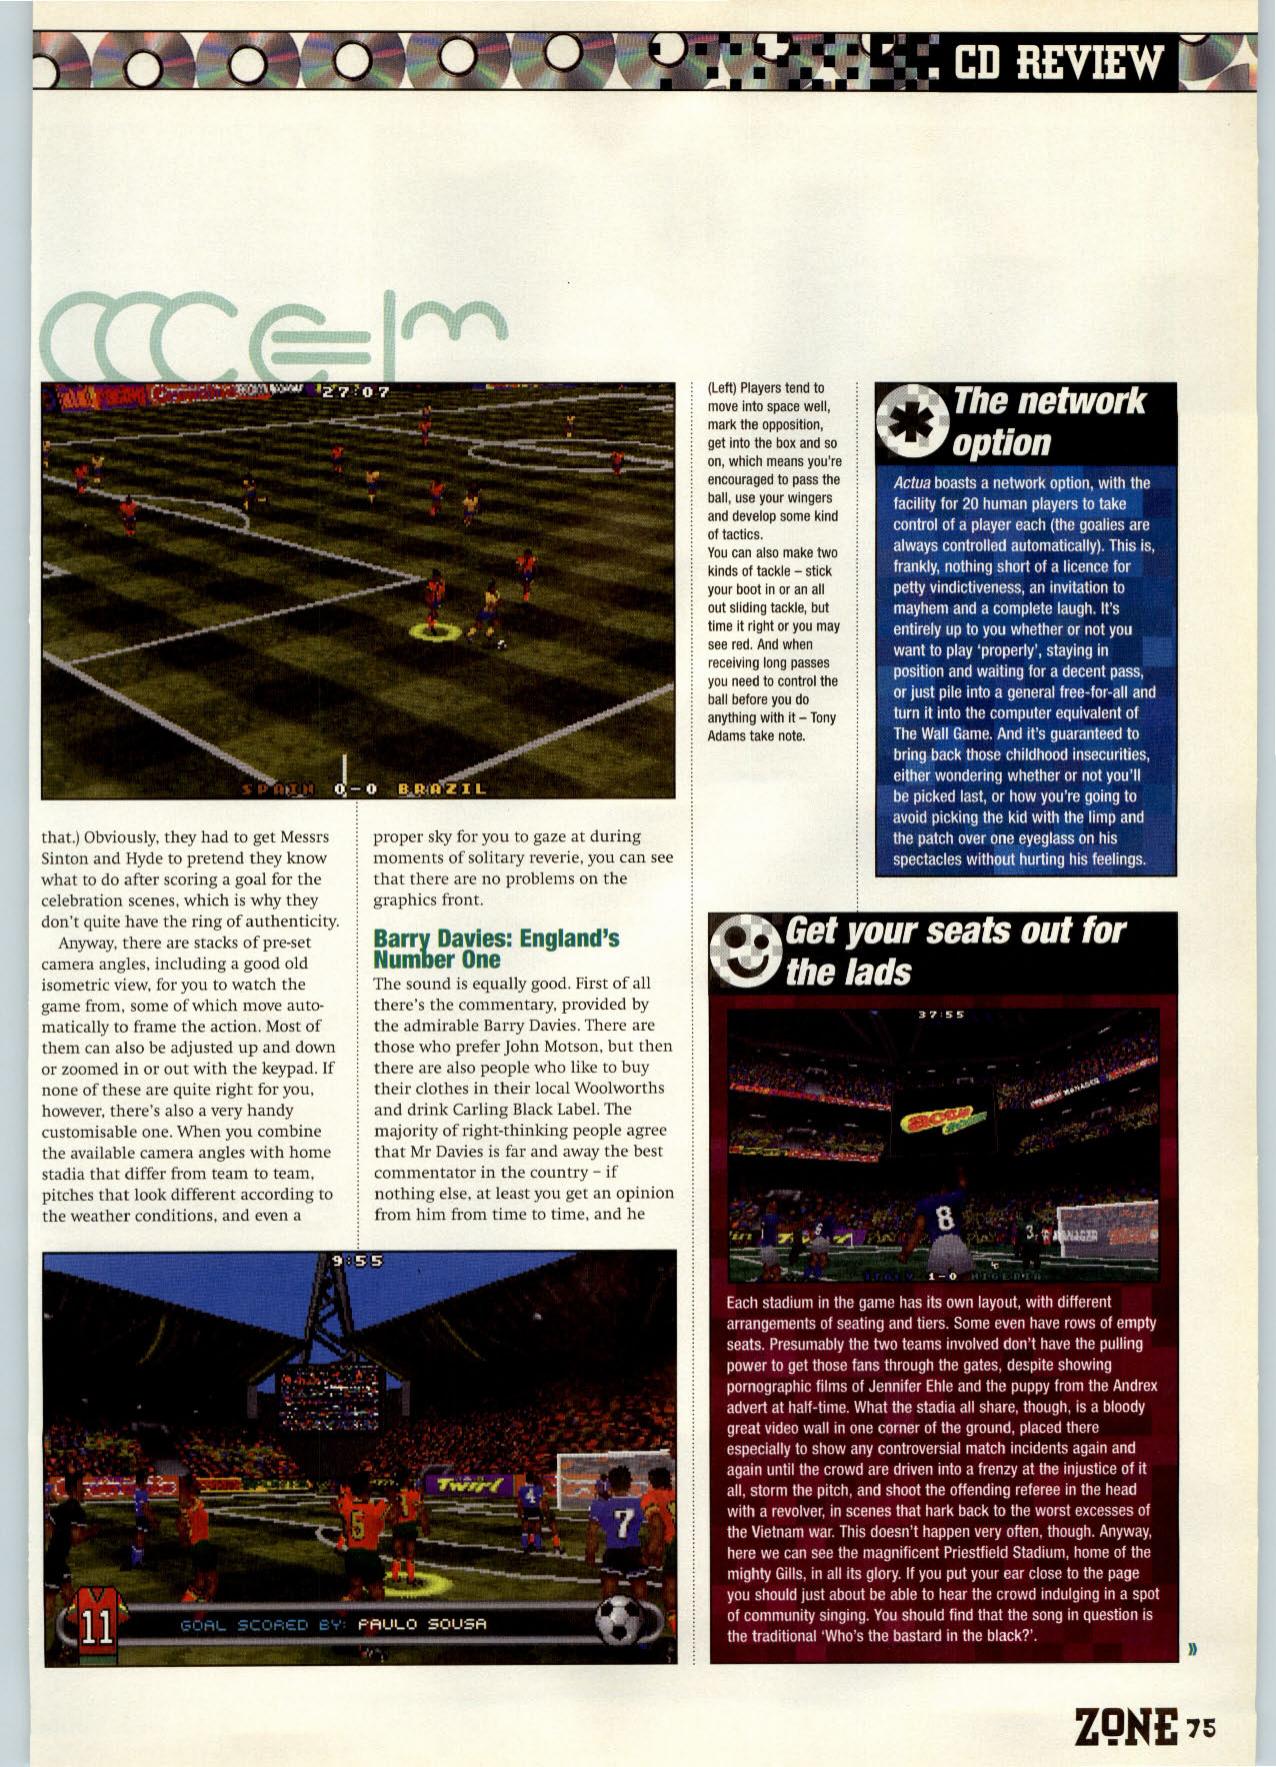 CD REVIEW
27:07
SPAIN 0-0 BRAZIL
(Left) Players tend to
move into space well,
mark the opposition,
get into the box and so
on, which means you're
encouraged to pass the
ball, use your wingers
and develop some kind
of tactics.
You can also make two
kinds of tackle – stick
your boot in or an all
out sliding tackle, but
time it right or you may
see red. And when
receiving long passes
you need to control the
ball before you do
anything with it – Tony
Adams take note.
The network
option
Actua boasts a network option, with the
facility for 20 human players to take
control of a player each (the goalies are
always controlled automatically). This is,
frankly, nothing short of a licence for
petty vindictiveness, an invitation to
mayhem and a complete laugh. It's
entirely up to you whether or not you
want to play 'properly', staying in
position and waiting for a decent pass,
or just pile into a general free-for-all and
turn it into the computer equivalent of
The Wall Game. And it's guaranteed to
bring back those childhood insecurities,
either wondering whether or not you'll
be picked last, or how you're going to
avoid picking the kid with the limp and
the patch over one eyeglass on his
spectacles without hurting his feelings.
that.) Obviously, they had to get Messrs
Sinton and Hyde to pretend they know
what to do after scoring a goal for the
celebration scenes, which is why they
don't quite have the ring of authenticity.
Anyway, there are stacks of pre-set
camera angles, including a good old
isometric view, for you to watch the
game from, some of which move auto-
matically to frame the action. Most of
them can also be adjusted up and down
or zoomed in or out with the keypad. If
none of these are quite right for you,
however, there's also a very handy
customisable one. When you combine
the available camera angles with home
stadia that differ from team to team,
pitches that look different according to
the weather conditions, and even a
proper sky for you to gaze at during
moments of solitary reverie, you can see
that there are no problems on the
graphics front.
Barry Davies: England's
Number One
The sound is equally good. First of all
there's the commentary, provided by
the admirable Barry Davies. There are
those who prefer John Motson, but then
there are also people who like to buy
their clothes in their local Woolworths
and drink Carling Black Label. The
majority of right-thinking people agree
that Mr Davies is far and away the best
commentator in the country – if
nothing else, at least you get an opinion
from him from time to time, and he
9:55
Twirl
5
4
7
11
GOAL SCORED BY: PAULO SOUSA
Get your seats out for
the lads
37:55
8
6
3
ITALY 1-0 NIGERIA
Each stadium in the game has its own layout, with different
arrangements of seating and tiers. Some even have rows of empty
seats. Presumably the two teams involved don't have the pulling
power to get those fans through the gates, despite showing
pornographic films of Jennifer Ehle and the puppy from the Andrex
advert at half-time. What the stadia all share, though, is a bloody
great video wall in one corner of the ground, placed there
especially to show any controversial match incidents again and
again until the crowd are driven into a frenzy at the injustice of it
all, storm the pitch, and shoot the offending referee in the head
with a revolver, in scenes that hark back to the worst excesses of
the Vietnam war. This doesn't happen very often, though. Anyway,
here we can see the magnificent Priestfield Stadium, home of the
mighty Gills, in all its glory. If you put your ear close to the page
you should just about be able to hear the crowd indulging in a spot
of community singing. You should find that the song in question is
the traditional 'Who's the bastard in the black?'.
ZONE 75